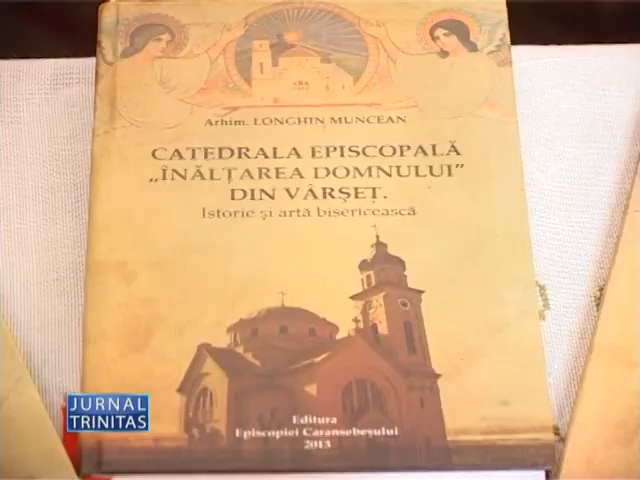 Arhim. LONGHIN MUNCEAN
CATEDRALA EPISCOPALĂ
„ÎNĂLȚAREA DOMNULUI”
DIN VÂRȘEȚ.
Istorie și artă bisericească
Editura
Episcopiei Caransebeșului
2013
JURNAL
TRINITAS